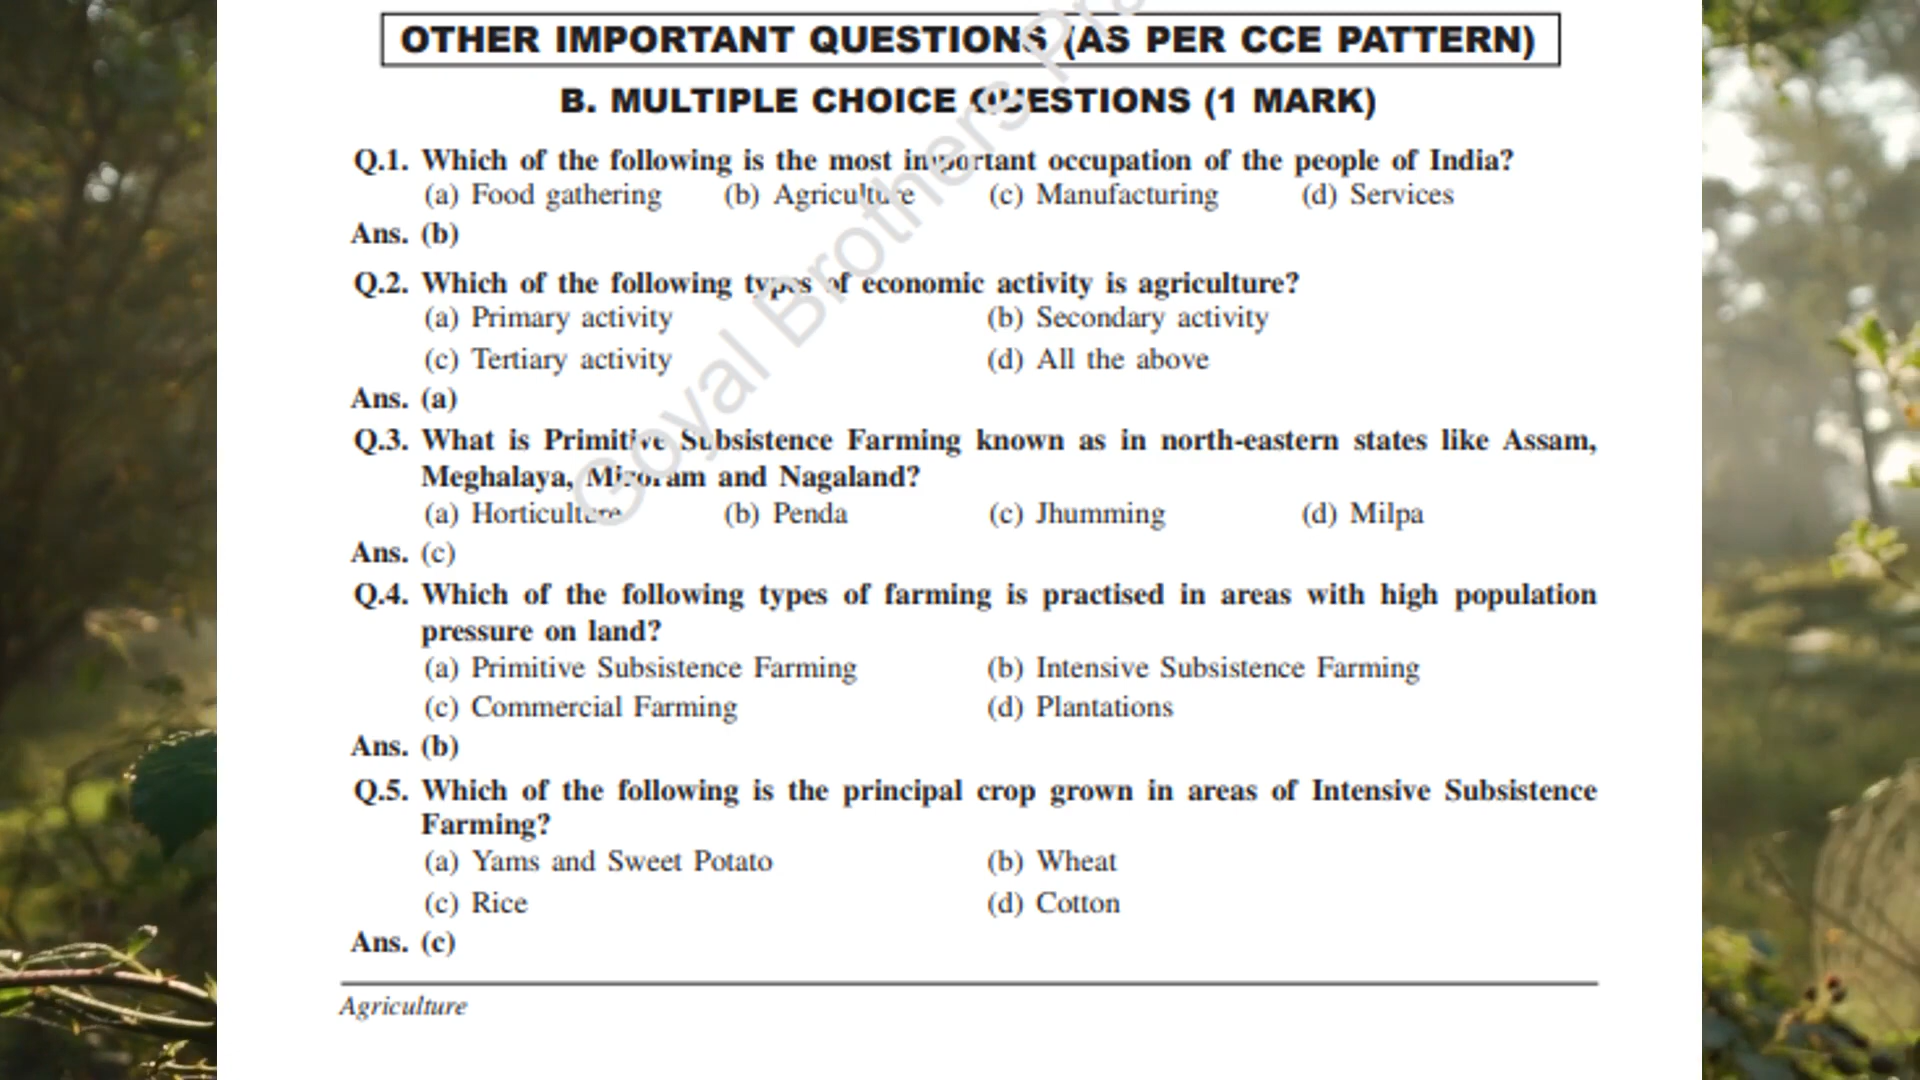 OTHER IMPORTANT QUESTIONS (AS PER CCE PATTERN)
B. MULTIPLE CHOICE QUESTIONS (1 MARK)
Q.1. Which of the following is the most important occupation of the people of India?
(a) Food gathering (b) Agriculture (c) Manufacturing (d) Services
Ans. (b)
Q.2. Which of the following types of economic activity is agriculture?
(a) Primary activity (b) Secondary activity
(c) Tertiary activity (d) All the above
Ans. (a)
Q.3. What is Primitive Subsistence Farming known as in north-eastern states like Assam,
Meghalaya, Mizoram and Nagaland?
(a) Horticulture (b) Penda (c) Jhumming (d) Milpa
Ans. (c)
Q.4. Which of the following types of farming is practised in areas with high population
pressure on land?
(a) Primitive Subsistence Farming (b) Intensive Subsistence Farming
(c) Commercial Farming (d) Plantations
Ans. (b)
Q.5. Which of the following is the principal crop grown in areas of Intensive Subsistence
Farming?
(a) Yams and Sweet Potato (b) Wheat
(c) Rice (d) Cotton
Ans. (c)
Agriculture
Goyal Brothers